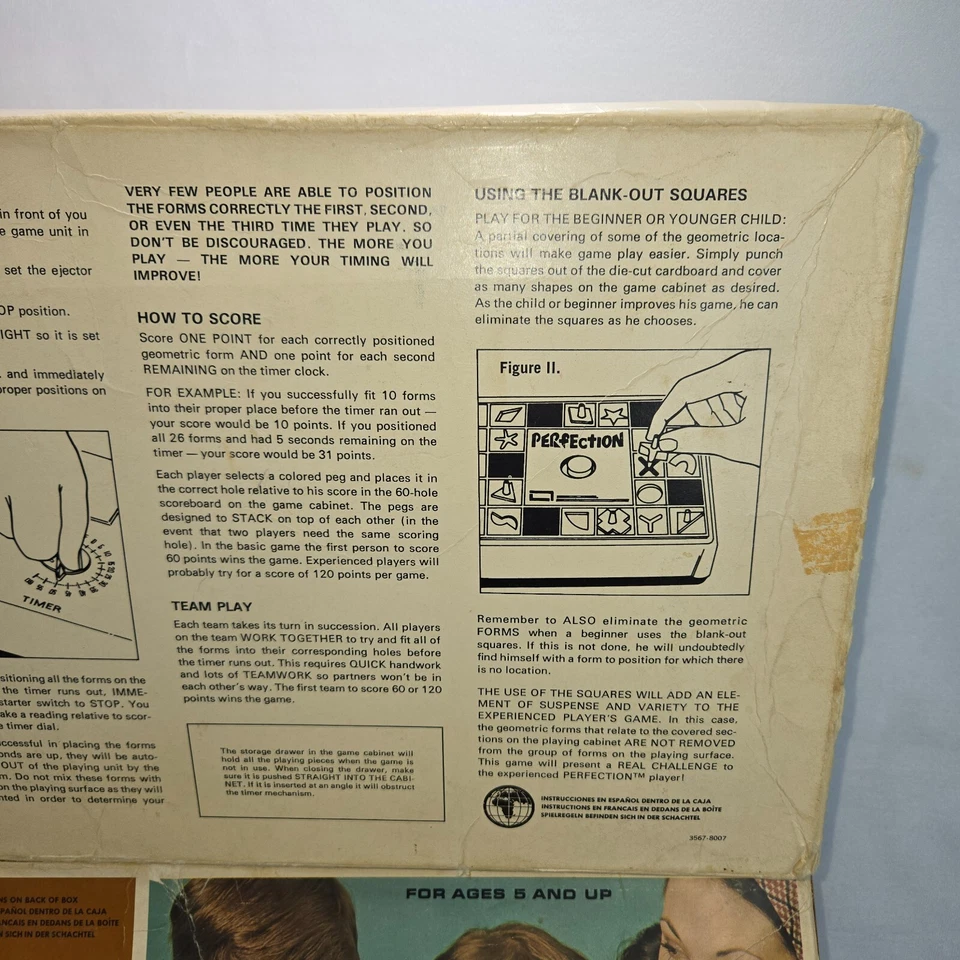 in front of you
e game unit in
set the ejector
OP position.
IGHT so it is set
and immediately
roper positions on
TIMER
sitioning all the forms on the
the timer runs out, IMME-
starter switch to STOP. You
ake a reading relative to scor-
e timer dial.
ccessful in placing the forms
onds are up, they will be auto-
OUT of the playing unit by the
m. Do not mix these forms with
on the playing surface as they will
nted in order to determine your
VERY FEW PEOPLE ARE ABLE TO POSITION
THE FORMS CORRECTLY THE FIRST, SECOND,
OR EVEN THE THIRD TIME THEY PLAY. SO
DON'T BE DISCOURAGED. THE MORE YOU
PLAY — THE MORE YOUR TIMING WILL
IMPROVE!
HOW TO SCORE
Score ONE POINT for each correctly positioned
geometric form AND one point for each second
REMAINING on the timer clock.
FOR EXAMPLE: If you successfully fit 10 forms
into their proper place before the timer ran out —
your score would be 10 points. If you positioned
all 26 forms and had 5 seconds remaining on the
timer — your score would be 31 points.
Each player selects a colored peg and places it in
the correct hole relative to his score in the 60-hole
scoreboard on the game cabinet. The pegs are
designed to STACK on top of each other (in the
event that two players need the same scoring
hole). In the basic game the first person to score
60 points wins the game. Experienced players will
probably try for a score of 120 points per game.
TEAM PLAY
Each team takes its turn in succession. All players
on the team WORK TOGETHER to try and fit all of
the forms into their corresponding holes before
the timer runs out. This requires QUICK handwork
and lots of TEAMWORK so partners won't be in
each other's way. The first team to score 60 or 120
points wins the game.
The storage drawer in the game cabinet will
hold all the playing pieces when the game is
not in use. When closing the drawer, make
sure it is pushed STRAIGHT INTO THE CABI-
NET. If it is inserted at an angle it will obstruct
the timer mechanism.
USING THE BLANK-OUT SQUARES
PLAY FOR THE BEGINNER OR YOUNGER CHILD:
A partial covering of some of the geometric loca-
tions will make game play easier. Simply punch
the squares out of the die-cut cardboard and cover
as many shapes on the game cabinet as desired.
As the child or beginner improves his game, he can
eliminate the squares as he chooses.
Figure II.
PERFECTION
Remember to ALSO eliminate the geometric
FORMS when a beginner uses the blank-out
squares. If this is not done, he will undoubtedly
find himself with a form to position for which there
is no location.
THE USE OF THE SQUARES WILL ADD AN ELE-
MENT OF SUSPENSE AND VARIETY TO THE
EXPERIENCED PLAYER'S GAME. In this case,
the geometric forms that relate to the covered sec-
tions on the playing cabinet ARE NOT REMOVED
from the group of forms on the playing surface.
This game will present a REAL CHALLENGE to
the experienced PERFECTION™ player!
INSTRUCCIONES EN ESPAÑOL DENTRO DE LA CAJA
INSTRUCTIONS EN FRANCAIS EN DEDANS DE LA BOÎTE
SPIELREGELN BEFINDEN SICH IN DER SCHACHTEL
3567-8007
NS ON BACK OF BOX
PAÑOL DENTRO DE LA CAJA
ANCAIS EN DEDANS DE LA BOÎTE
N SICH IN DER SCHACHTEL
FOR AGES 5 AND UP